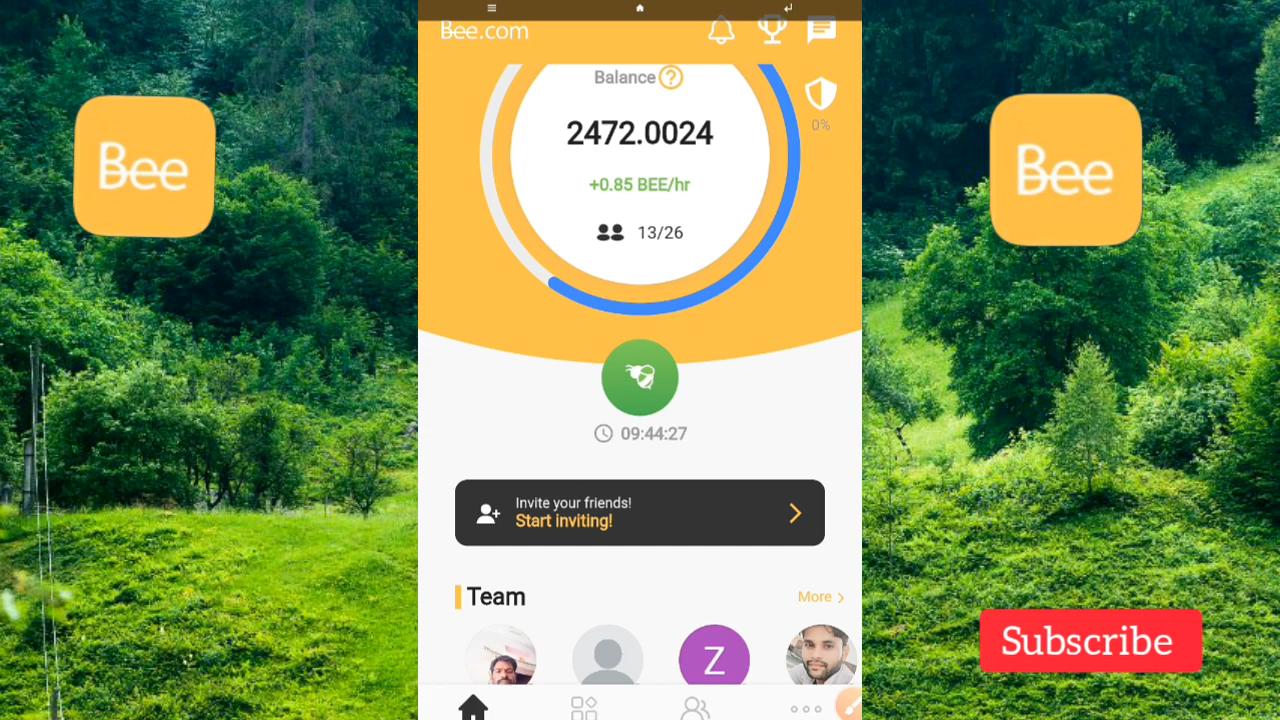 Bee.com
Balance ?
0%
2472.0024
+0.85 BEE/hr
13/26
Bee
Bee
09:44:27
Invite your friends!
Start inviting!
Team
More
Z
Subscribe